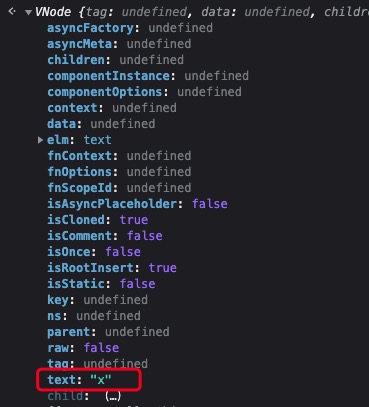 VNode {tag: undefined, data: undefined, childre
asyncFactory: undefined
asyncMeta: undefined
children: undefined
componentInstance: undefined
componentOptions: undefined
context: undefined
data: undefined
elm: text
fnContext: undefined
fnOptions: undefined
fnScopeId: undefined
isAsyncPlaceholder: false
isCloned: true
isComment: false
isOnce: false
isRootInsert: true
isStatic: false
key: undefined
ns: undefined
parent: undefined
raw: false
tag: undefined
text: "x"
child: (…)